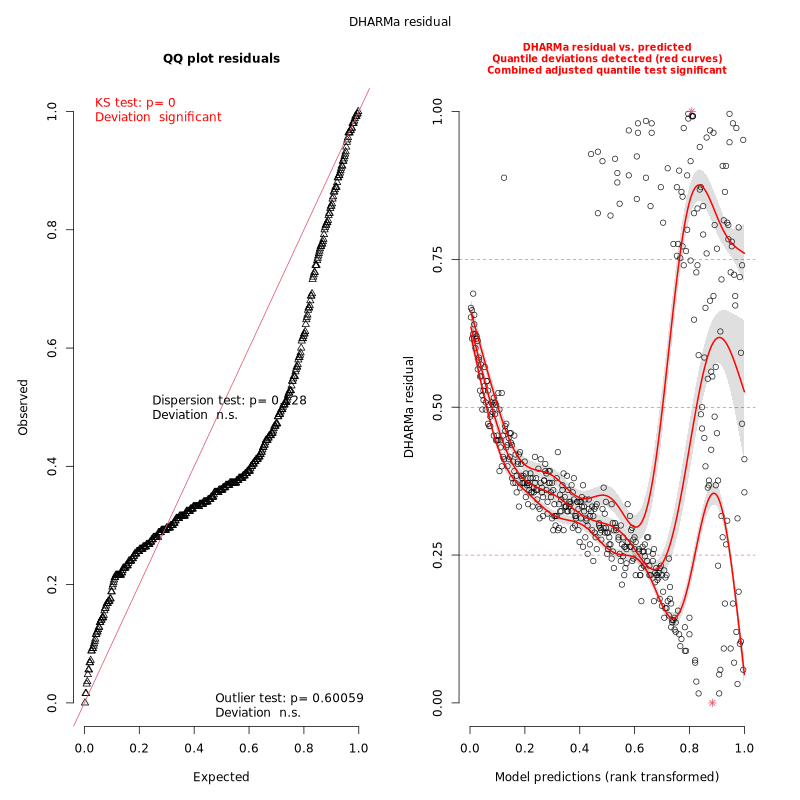 DHARMa residual
QQ plot residuals
KS test: p= 0
Deviation  significant
Dispersion test: p=
Deviation  n.s.
Outlier test: p= 0.60059
Deviation  n.s.
Observed
1.0
0.8
0.6
0.4
0.2
0.0
0.0 0.2 0.4 0.6 0.8 1.0
Expected
DHARMa residual vs. predicted
Quantile deviations detected (red curves)
Combined adjusted quantile test significant
DHARMa residual
1.00
0.75
0.50
0.25
0.00
0.0 0.2 0.4 0.6 0.8 1.0
Model predictions (rank transformed)